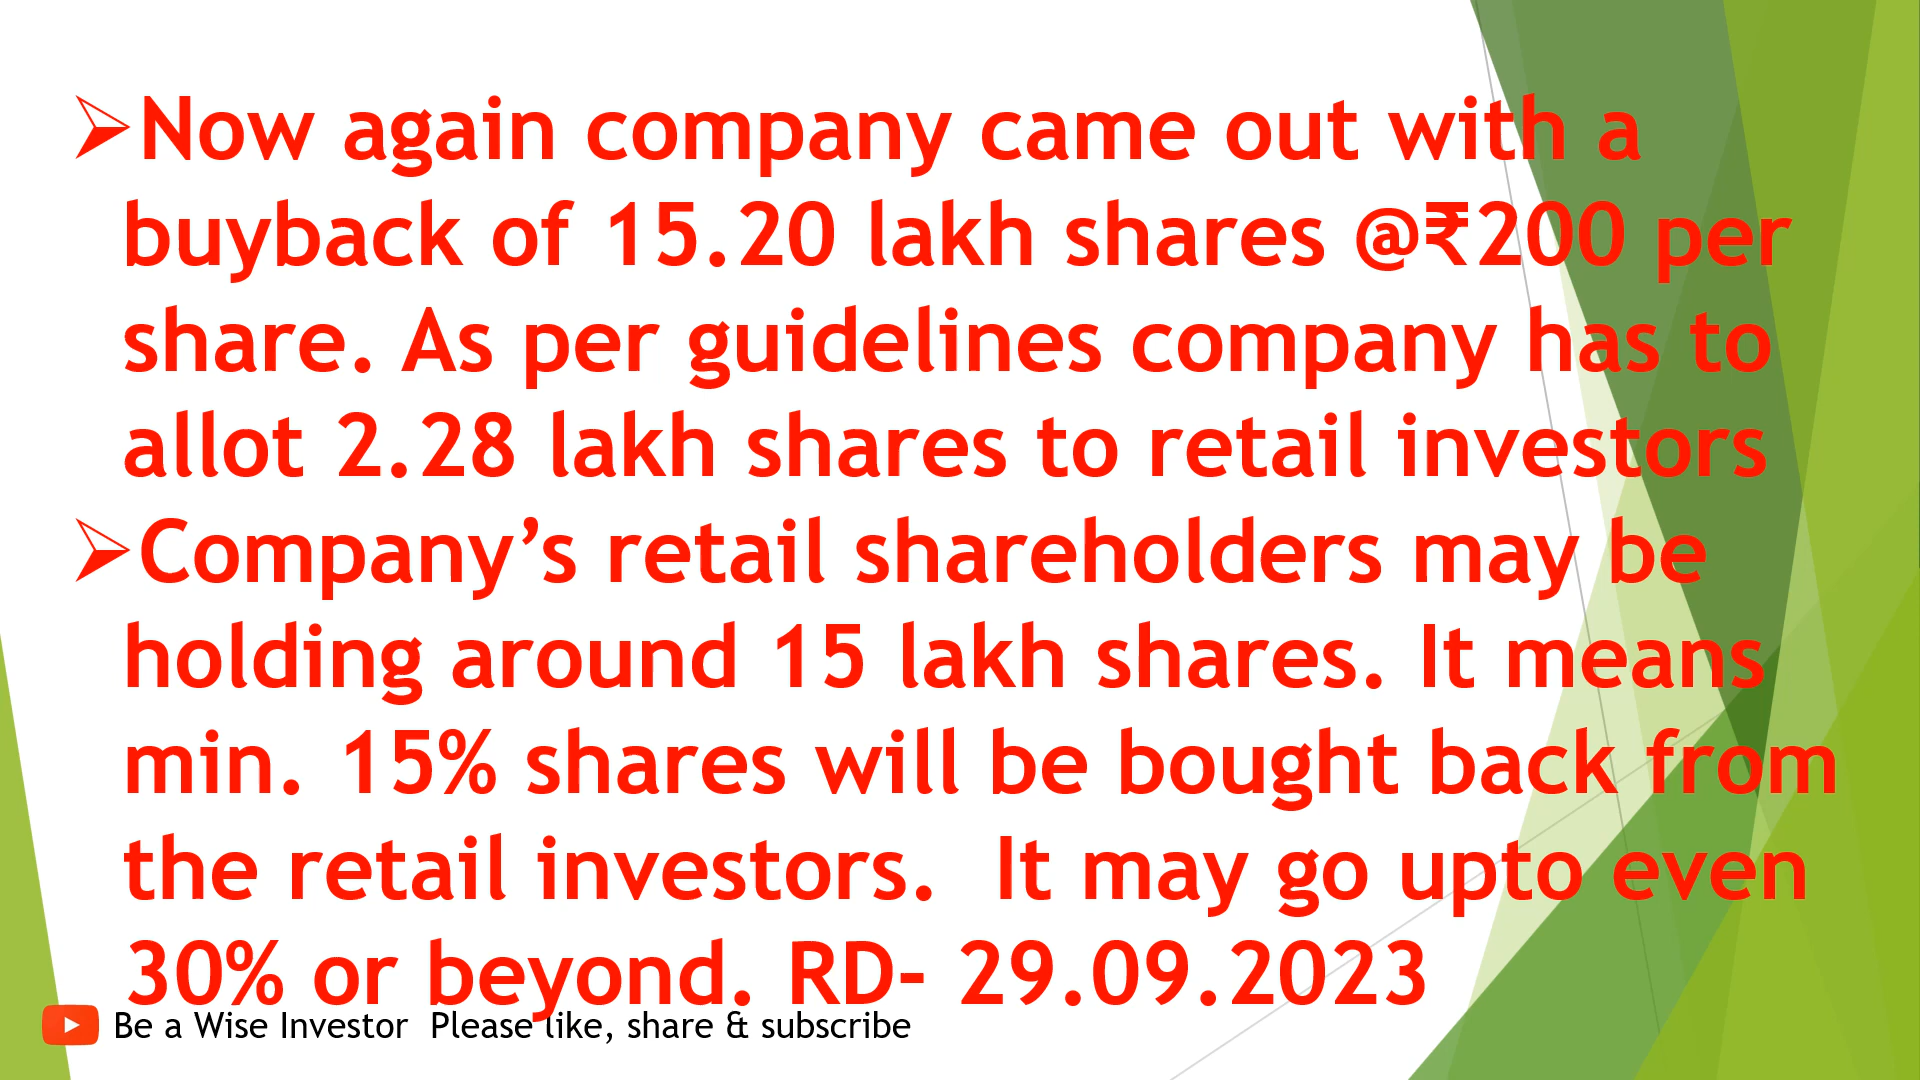 ➢Now again company came out with a
buyback of 15.20 lakh shares @₹200 per
share. As per guidelines company has to
allot 2.28 lakh shares to retail investors
➢Company’s retail shareholders may be
holding around 15 lakh shares. It means
min. 15% shares will be bought back from
the retail investors.  It may go upto even
30% or beyond. RD- 29.09.2023
Be a Wise Investor  Please like, share & subscribe